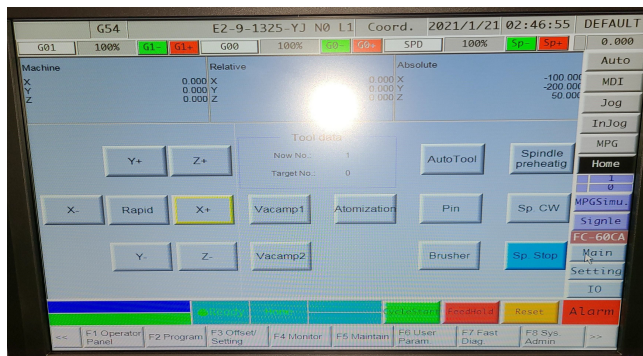 G54 E2-9-1325-YJ N0 L1 Coord. 2021/1/21 02:46:55 DEFAULT
G01 100% G1- G1+ G00 100% G0- G0+ SPD 100% Sp- Sp+ 0.000
Machine Relative Absolute Auto
X 0.000 X 0.000 X -100.000
Y 0.000 Y 0.000 Y -200.000 MDI
Z 0.000 Z 0.000 Z 50.000
Jog
InJog
Tool data MPG
Y+ Z+ Now No.: 1 AutoTool Spindle
preheatig Home
Target No.: 0
1
0
X- Rapid X+ Vacamp1 Atomization Pin Sp. CW MPGSimu.
Signle
FC-60CA
Y- Z- Vacamp2 Brusher Sp. Stop Main
Setting
IO
Ready Home CycleStart FeedHold Reset Alarm
<< F1 Operator
Panel F2 Program F3 Offset/
Setting F4 Monitor F5 Maintain F6 User
Param. F7 Fast
Diag. F8 Sys.
Admin >>